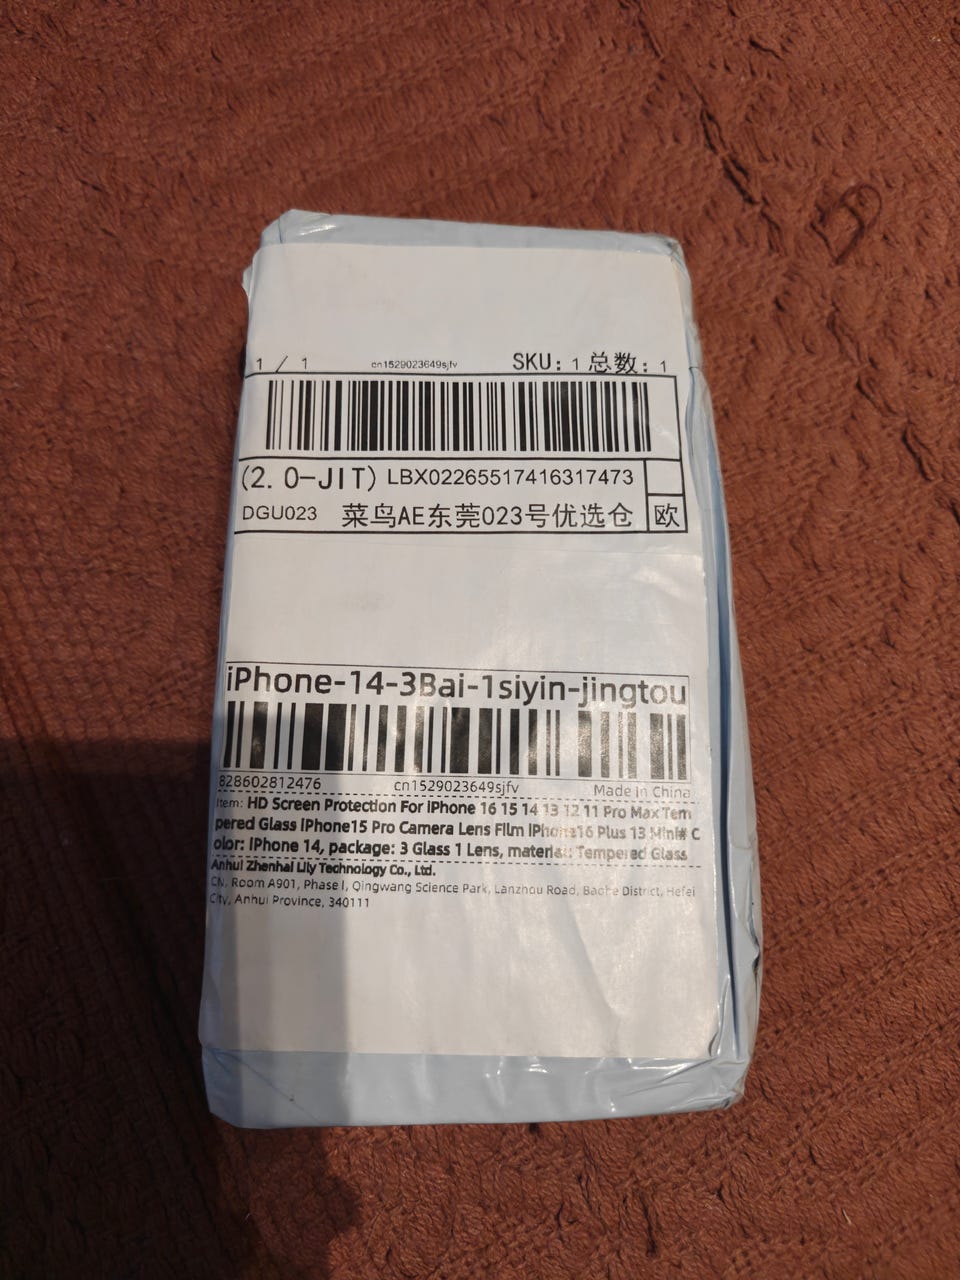 1 / 1 cn1529023649sjfv SKU: 1 总数: 1
(2.0-JIT) LBX02265517416317473
DGU023 菜鸟AE东莞023号优选仓 欧
iPhone-14-3Bai-1siyin-jingtou
828602812476 cn1529023649sjfv Made In China
Item: HD Screen Protection For iPhone 16 15 14 13 12 11 Pro Max Tem
pered Glass iPhone15 Pro Camera Lens Film iPhone16 Plus 13 Mini# C
olor: iPhone 14, package: 3 Glass 1 Lens, material: Tempered Glass
Anhui Zhenhai Lily Technology Co., Ltd.
CN, Room A901, Phase I, Qingwang Science Park, Lanzhou Road, Baohe District, Hefei
City, Anhui Province, 340111